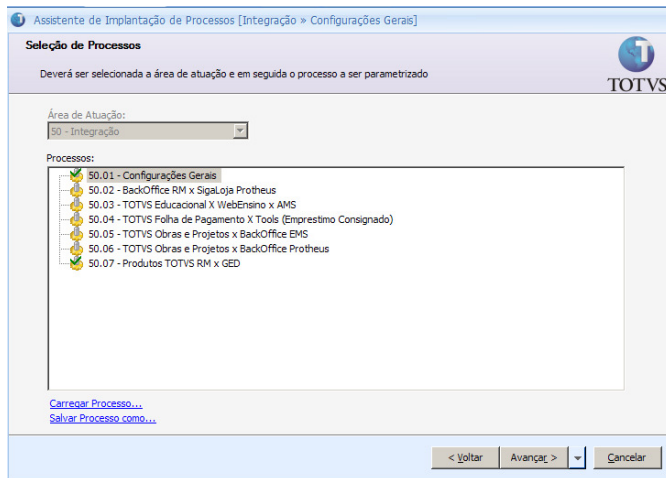 Assistente de Implantação de Processos [Integração » Configurações Gerais]
Seleção de Processos
Deverá ser selecionada a área de atuação e em seguida o processo a ser parametrizado
TOTVS
Área de Atuação:
50 - Integração
Processos:
50.01 - Configurações Gerais
50.02 - BackOffice RM x SigaLoja Protheus
50.03 - TOTVS Educacional X WebEnsino x AMS
50.04 - TOTVS Folha de Pagamento X Tools (Emprestimo Consignado)
50.05 - TOTVS Obras e Projetos x BackOffice EMS
50.06 - TOTVS Obras e Projetos x BackOffice Protheus
50.07 - Produtos TOTVS RM x GED
Carregar Processo...
Salvar Processo como...
< Voltar Avançar > Cancelar